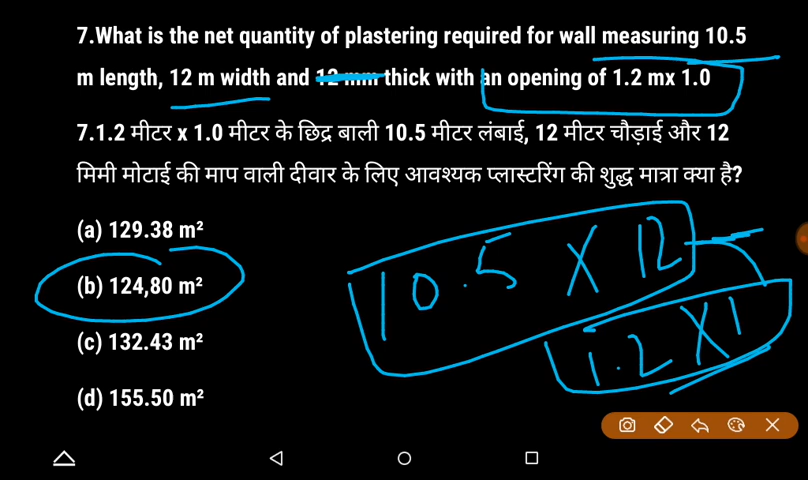 7.What is the net quantity of plastering required for wall measuring 10.5
m length, 12 m width and 12 mm thick with an opening of 1.2 mx 1.0
7.1.2 मीटर x 1.0 मीटर के छिद्र बाली 10.5 मीटर लंबाई, 12 मीटर चौड़ाई और 12
मिमी मोटाई की माप वाली दीवार के लिए आवश्यक प्लास्टरिंग की शुद्ध मात्रा क्या है?
(a) 129.38 m²
(b) 124,80 m²
(c) 132.43 m²
(d) 155.50 m²
10.5 X 12 -
1.2 X 1